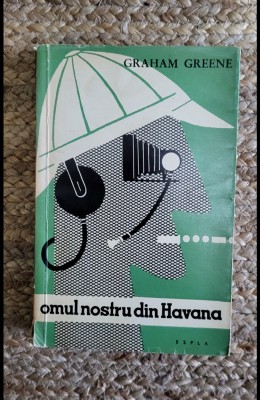 GRAHAM GREENE
omul nostru din Havana
ESPLA